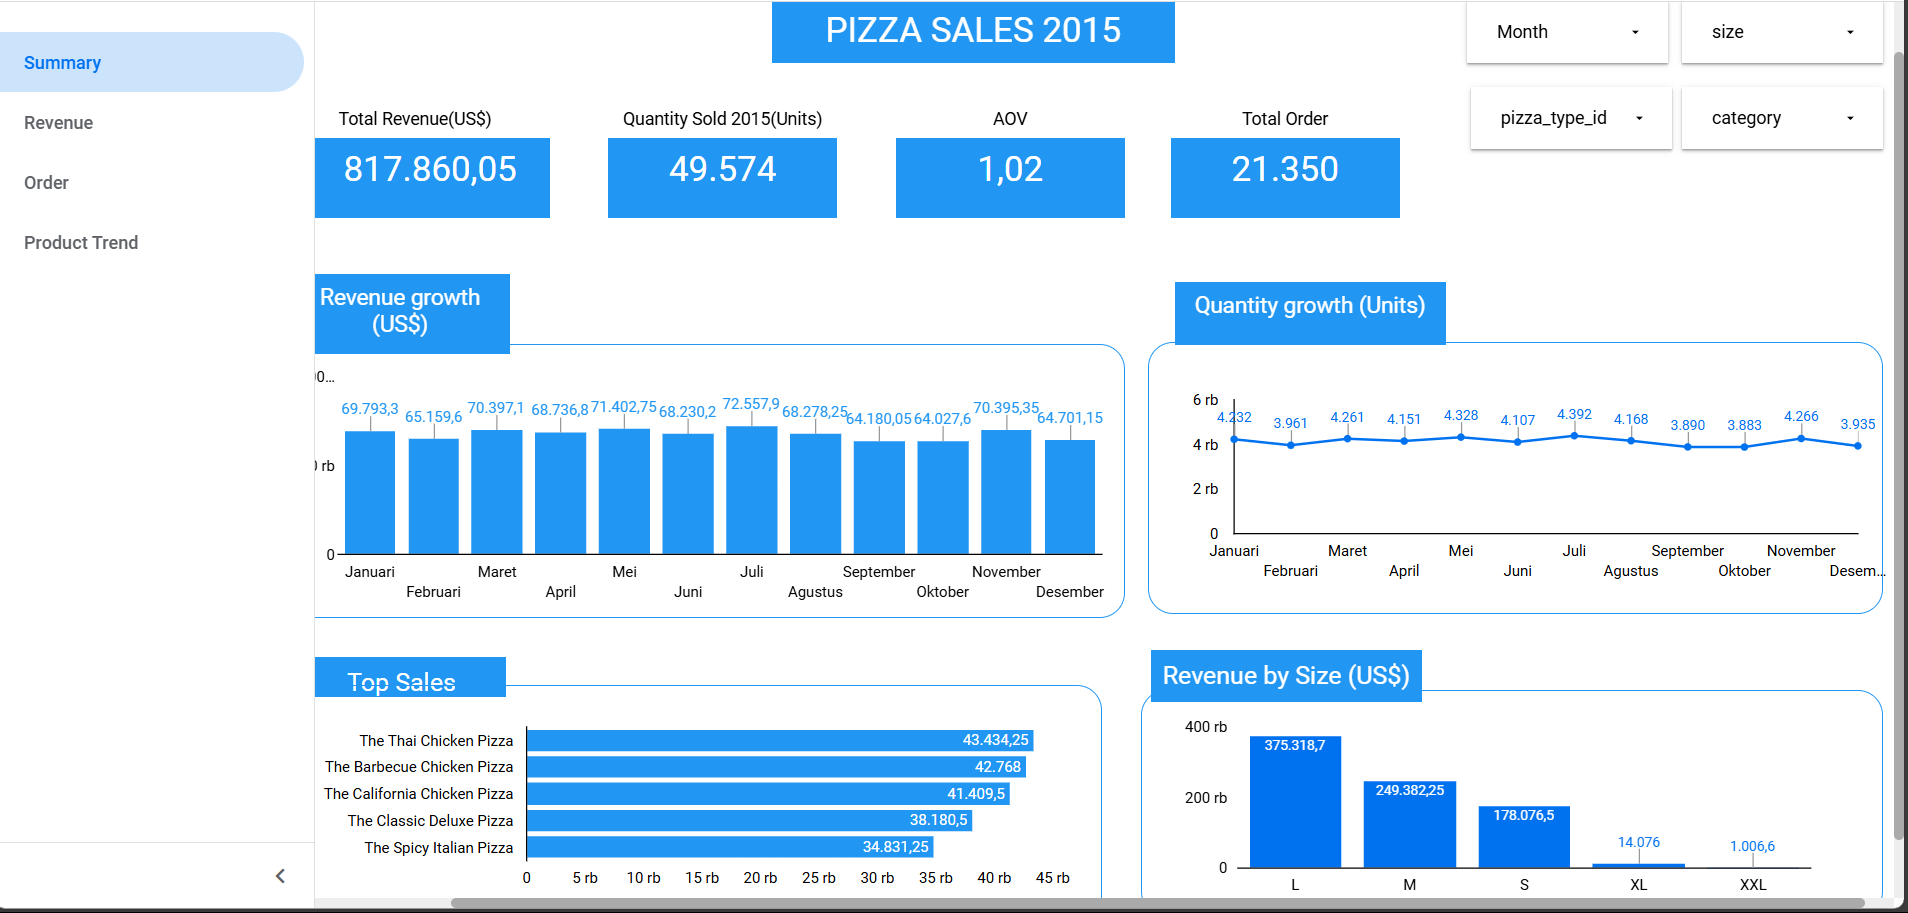 Summary
Revenue
Order
Product Trend
PIZZA SALES 2015
Month
size
pizza_type_id
category
Total Revenue(US$)
817.860,05
Quantity Sold 2015(Units)
49.574
AOV
1,02
Total Order
21.350
Revenue growth
(US$)
0...
69.793,3 65.159,6 70.397,1 68.736,8 71.402,75 68.230,2 72.557,9 68.278,25 64.180,05 64.027,6 70.395,35 64.701,15
rb
0
Januari Februari Maret April Mei Juni Juli Agustus September Oktober November Desember
Quantity growth (Units)
6 rb
4.232 3.961 4.261 4.151 4.328 4.107 4.392 4.168 3.890 3.883 4.266 3.935
4 rb
2 rb
0
Januari Februari Maret April Mei Juni Juli Agustus September Oktober November Desem...
Top Sales
The Thai Chicken Pizza 43.434,25
The Barbecue Chicken Pizza 42.768
The California Chicken Pizza 41.409,5
The Classic Deluxe Pizza 38.180,5
The Spicy Italian Pizza 34.831,25
0 5 rb 10 rb 15 rb 20 rb 25 rb 30 rb 35 rb 40 rb 45 rb
Revenue by Size (US$)
400 rb
375.318,7
249.382,25
200 rb
178.076,5
14.076
1.006,6
0
L M S XL XXL